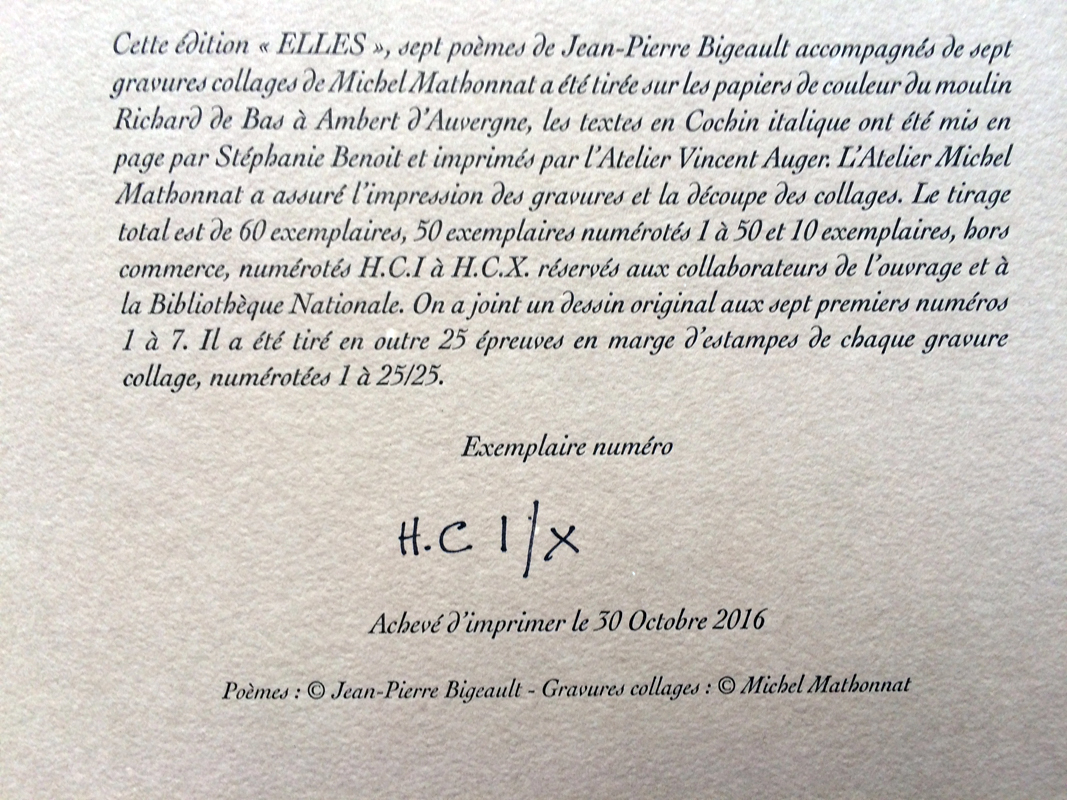 Cette édition « ELLES », sept poèmes de Jean-Pierre Bigeault accompagnés de sept
gravures collages de Michel Mathonnat a été tirée sur les papiers de couleur du moulin
Richard de Bas à Ambert d'Auvergne, les textes en Cochin italique ont été mis en
page par Stéphanie Benoit et imprimés par l'Atelier Vincent Auger. L'Atelier Michel
Mathonnat a assuré l'impression des gravures et la découpe des collages. Le tirage
total est de 60 exemplaires, 50 exemplaires numérotés 1 à 50 et 10 exemplaires, hors
commerce, numérotés H.C.I à H.C.X. réservés aux collaborateurs de l'ouvrage et à
la Bibliothèque Nationale. On a joint un dessin original aux sept premiers numéros
1 à 7. Il a été tiré en outre 25 épreuves en marge d'estampes de chaque gravure
collage, numérotées 1 à 25/25.
Exemplaire numéro
H.C I/X
Achevé d'imprimer le 30 Octobre 2016
Poèmes : © Jean-Pierre Bigeault - Gravures collages : © Michel Mathonnat